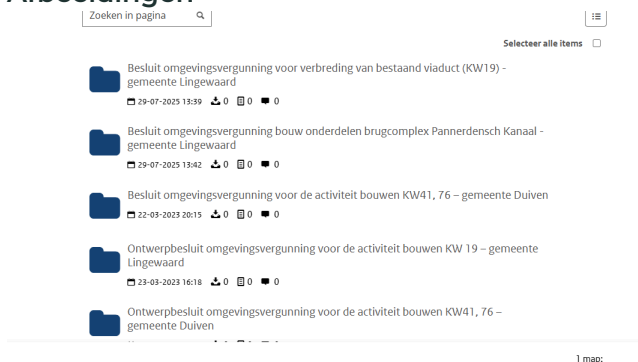 Afbeeldingen
Zoeken in pagina
Selecteer alle items
Besluit omgevingsvergunning voor verbreding van bestaand viaduct (KW19) -
gemeente Lingewaard
29-07-2025 13:39 0 0 0
Besluit omgevingsvergunning bouw onderdelen brugcomplex Pannerdensch Kanaal -
gemeente Lingewaard
29-07-2025 13:42 0 0 0
Besluit omgevingsvergunning voor de activiteit bouwen KW41, 76 – gemeente Duiven
22-03-2023 20:15 0 0 0
Ontwerpbesluit omgevingsvergunning voor de activiteit bouwen KW 19 – gemeente
Lingewaard
23-03-2023 16:18 0 0 0
Ontwerpbesluit omgevingsvergunning voor de activiteit bouwen KW41, 76 –
gemeente Duiven
1 map: